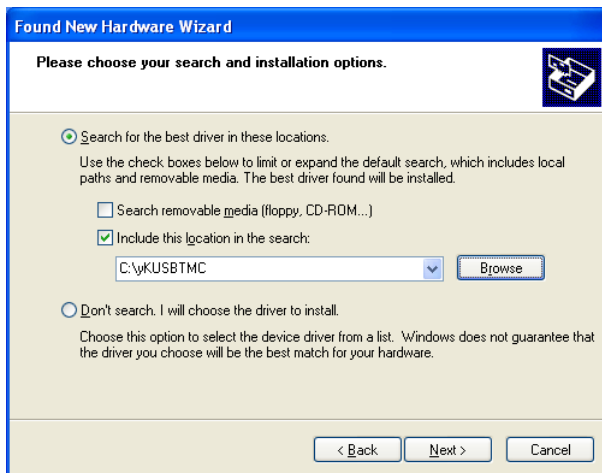 Found New Hardware Wizard
Please choose your search and installation options.
Search for the best driver in these locations.
Use the check boxes below to limit or expand the default search, which includes local
paths and removable media. The best driver found will be installed.
Search removable media (floppy, CD-ROM...)
Include this location in the search:
C:\yKUSBTMC
Browse
Don't search. I will choose the driver to install.
Choose this option to select the device driver from a list. Windows does not guarantee that
the driver you choose will be the best match for your hardware.
< Back Next > Cancel